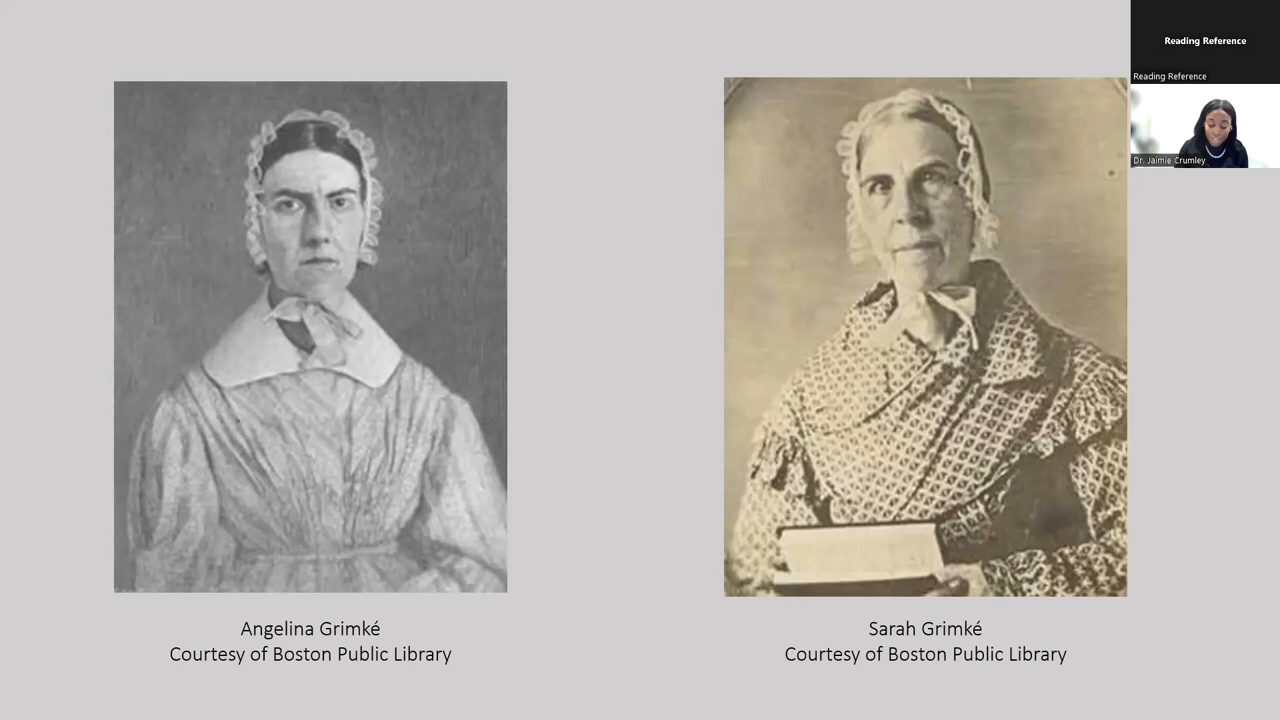 Reading Reference
Reading Reference
Dr. Jaimie Crumley
Angelina Grimké
Courtesy of Boston Public Library
Sarah Grimké
Courtesy of Boston Public Library